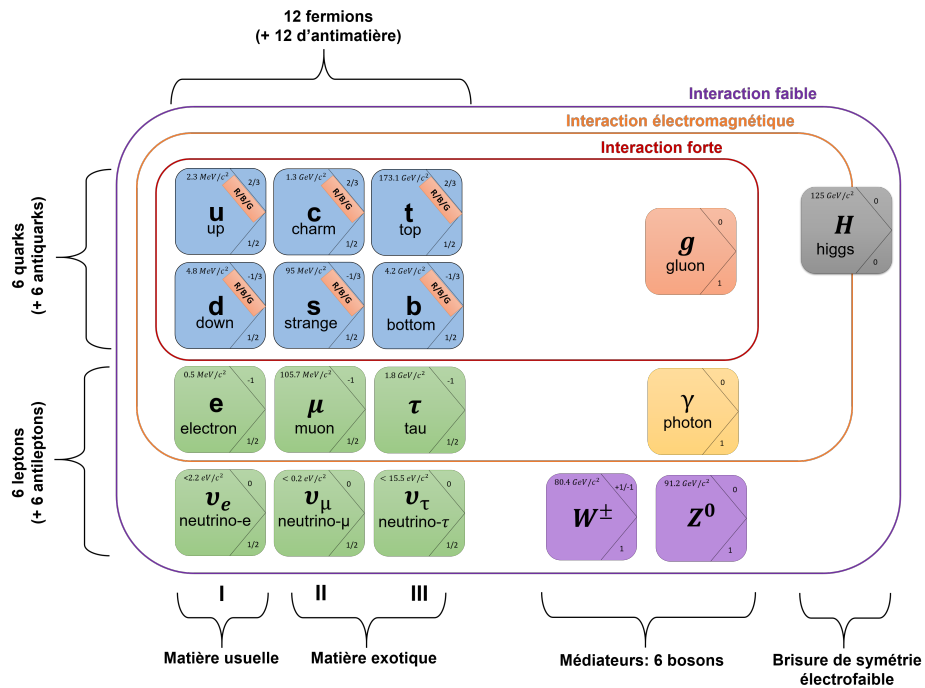 12 fermions
(+ 12 d'antimatière)
Interaction faible
Interaction électromagnétique
Interaction forte
6 quarks
(+ 6 antiquarks)
2.3 MeV/c²
2/3
R/B/G
u
up
1/2
1.3 GeV/c²
2/3
R/B/G
c
charm
1/2
173.1 GeV/c²
2/3
R/B/G
t
top
1/2
0
g
gluon
1
125 GeV/c²
0
H
higgs
0
4.8 MeV/c²
-1/3
R/B/G
d
down
1/2
95 MeV/c²
-1/3
R/B/G
s
strange
1/2
4.2 GeV/c²
-1/3
R/B/G
b
bottom
1/2
6 leptons
(+ 6 antileptons)
0.5 MeV/c²
-1
e
electron
1/2
105.7 MeV/c²
-1
μ
muon
1/2
1.8 GeV/c²
-1
τ
tau
1/2
0
γ
photon
1
<2.2 eV/c²
0
υe
neutrino-e
1/2
< 0.2 eV/c²
0
υμ
neutrino-μ
1/2
< 15.5 eV/c²
0
υτ
neutrino-τ
1/2
80.4 GeV/c²
+1/-1
W±
1
91.2 GeV/c²
0
Z⁰
1
I
II
III
Matière usuelle
Matière exotique
Médiateurs: 6 bosons
Brisure de symétrie
électrofaible